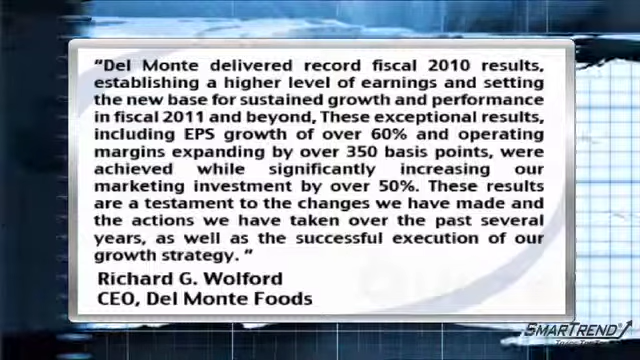 "Del Monte delivered record fiscal 2010 results,
establishing a higher level of earnings and setting
the new base for sustained growth and performance
in fiscal 2011 and beyond, These exceptional results,
including EPS growth of over 60% and operating
margins expanding by over 350 basis points, were
achieved while significantly increasing our
marketing investment by over 50%. These results
are a testament to the changes we have made and
the actions we have taken over the past several
years, as well as the successful execution of our
growth strategy. "
Richard G. Wolford
CEO, Del Monte Foods
SMARTREND